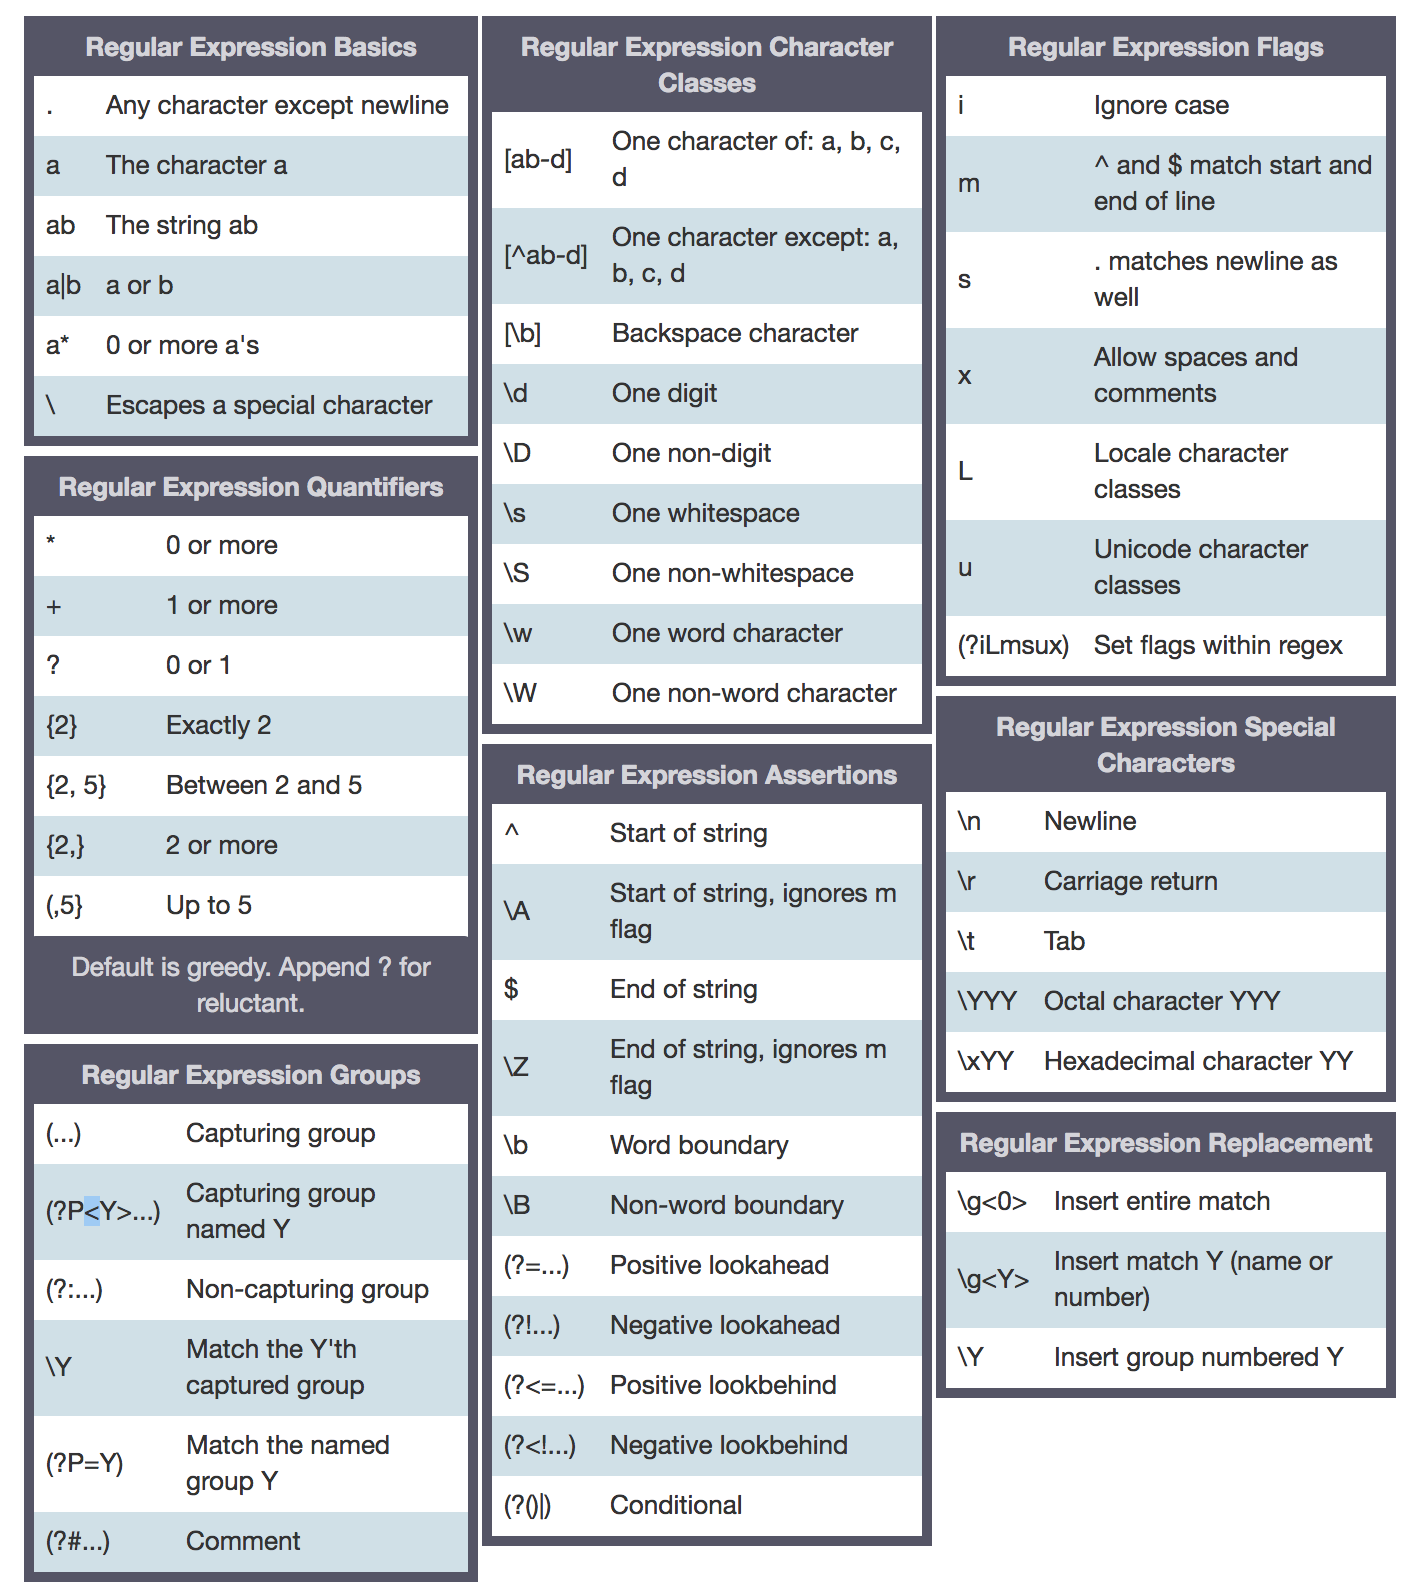 Regular Expression Basics
. Any character except newline
a The character a
ab The string ab
a|b a or b
a* 0 or more a's
\ Escapes a special character
Regular Expression Quantifiers
* 0 or more
+ 1 or more
? 0 or 1
{2} Exactly 2
{2, 5} Between 2 and 5
{2,} 2 or more
(,5} Up to 5
Default is greedy. Append ? for
reluctant.
Regular Expression Groups
(...) Capturing group
(?P<Y>...) Capturing group
named Y
(?:...) Non-capturing group
\Y Match the Y'th
captured group
(?P=Y) Match the named
group Y
(?#...) Comment
Regular Expression Character
Classes
[ab-d] One character of: a, b, c,
d
[^ab-d] One character except: a,
b, c, d
[\b] Backspace character
\d One digit
\D One non-digit
\s One whitespace
\S One non-whitespace
\w One word character
\W One non-word character
Regular Expression Assertions
^ Start of string
\A Start of string, ignores m
flag
$ End of string
\Z End of string, ignores m
flag
\b Word boundary
\B Non-word boundary
(?=...) Positive lookahead
(?!...) Negative lookahead
(?<=...) Positive lookbehind
(?<!...) Negative lookbehind
(?()|) Conditional
Regular Expression Flags
i Ignore case
m ^ and $ match start and
end of line
s . matches newline as
well
x Allow spaces and
comments
L Locale character
classes
u Unicode character
classes
(?iLmsux) Set flags within regex
Regular Expression Special
Characters
\n Newline
\r Carriage return
\t Tab
\YYY Octal character YYY
\xYY Hexadecimal character YY
Regular Expression Replacement
\g<0> Insert entire match
\g<Y> Insert match Y (name or
number)
\Y Insert group numbered Y